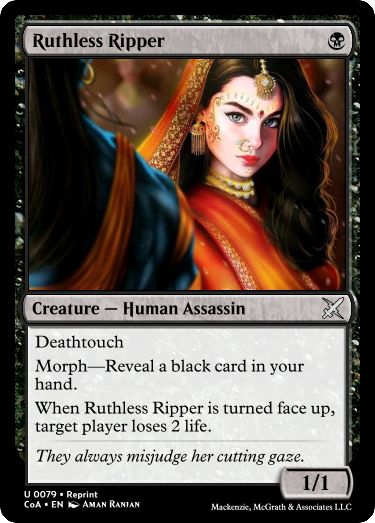 Ruthless Ripper
Creature — Human Assassin
Deathtouch
Morph—Reveal a black card in your
hand.
When Ruthless Ripper is turned face up,
target player loses 2 life.
They always misjudge her cutting gaze.
1/1
U 0079 • Reprint
CoA • EN Aman Ranjan
Mackenzie, McGrath & Associates LLC